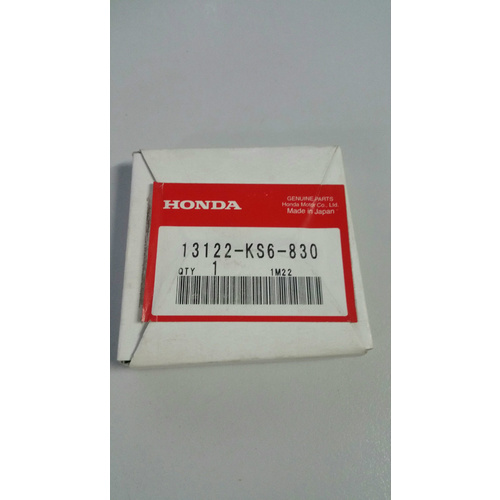 HONDA
GENUINE PARTS
Honda Motor Co., Ltd.
Made in Japan
13122-KS6-830
QTY 1 1M22